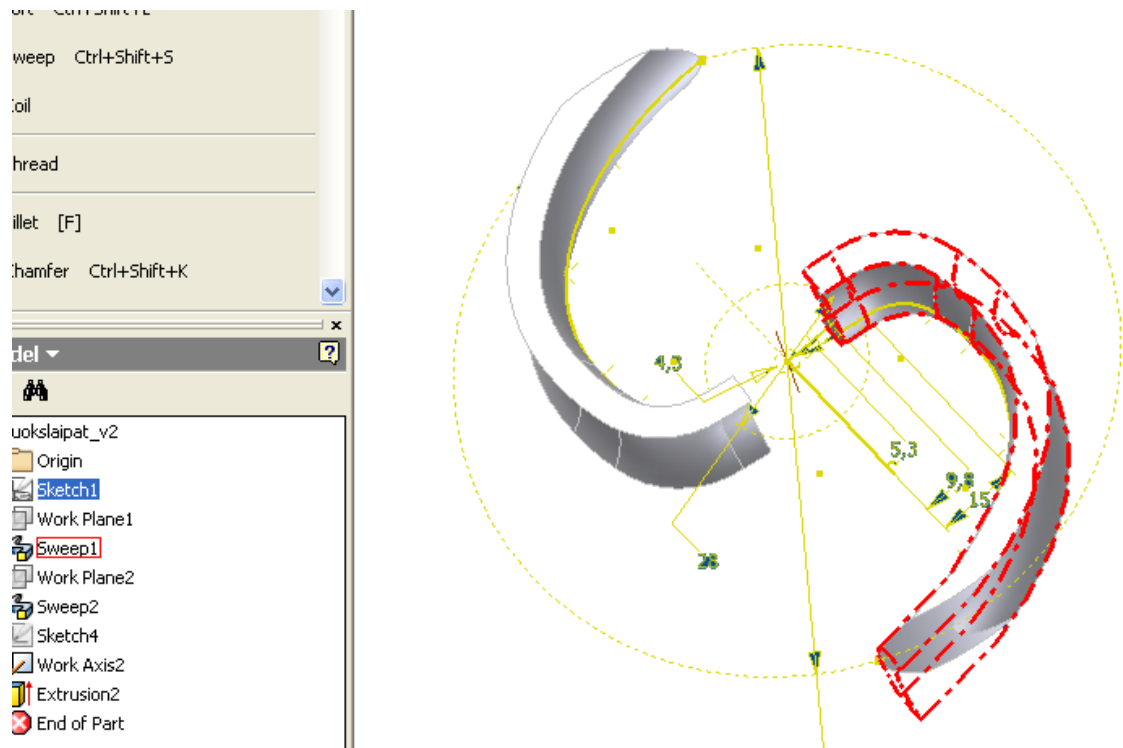 weep Ctrl+Shift+S
oil
hread
illet [F]
hamfer Ctrl+Shift+K
del
uokslaipat_v2
Origin
Sketch1
Work Plane1
Sweep1
Work Plane2
Sweep2
Sketch4
Work Axis2
Extrusion2
End of Part
4,5
5,3
9,8
15